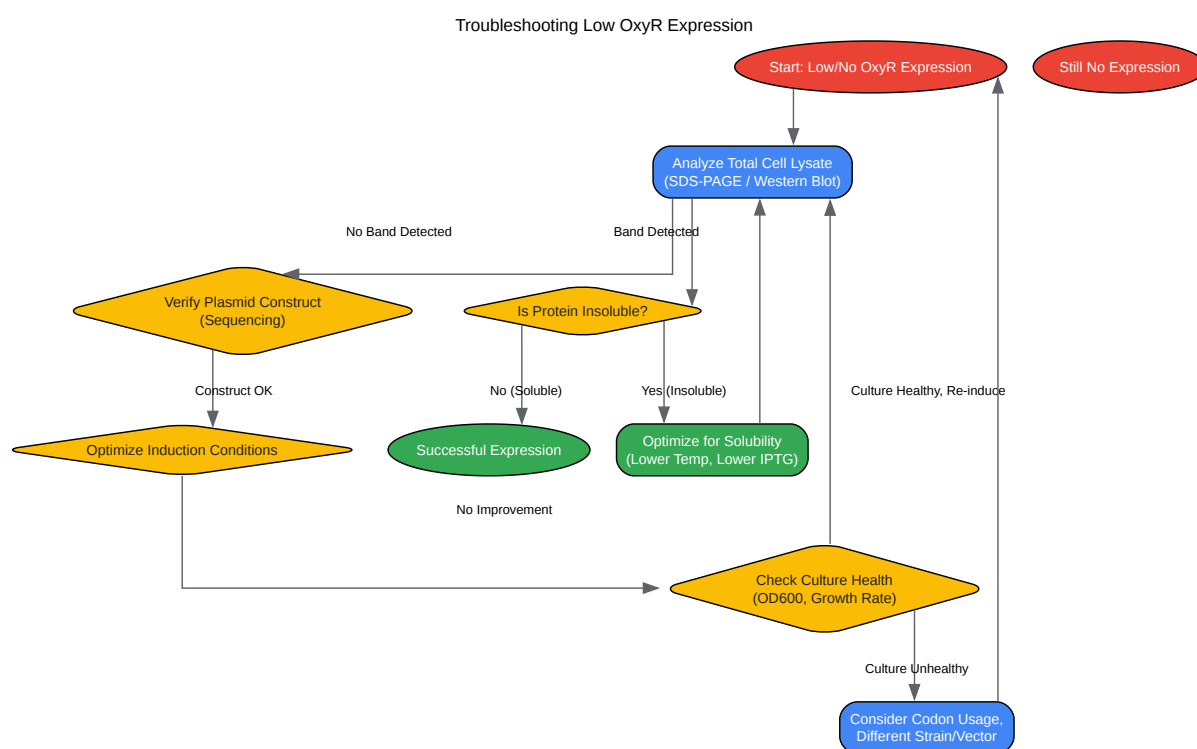 Troubleshooting Low OxyR Expression
Start: Low/No OxyR Expression
Still No Expression
Analyze Total Cell Lysate
(SDS-PAGE / Western Blot)
No Band Detected
Band Detected
Verify Plasmid Construct
(Sequencing)
Is Protein Insoluble?
Construct OK
No (Soluble)
Yes (Insoluble)
Culture Healthy, Re-induce
Optimize Induction Conditions
Successful Expression
Optimize for Solubility
(Lower Temp, Lower IPTG)
No Improvement
Check Culture Health
(OD600, Growth Rate)
Culture Unhealthy
Consider Codon Usage,
Different Strain/Vector